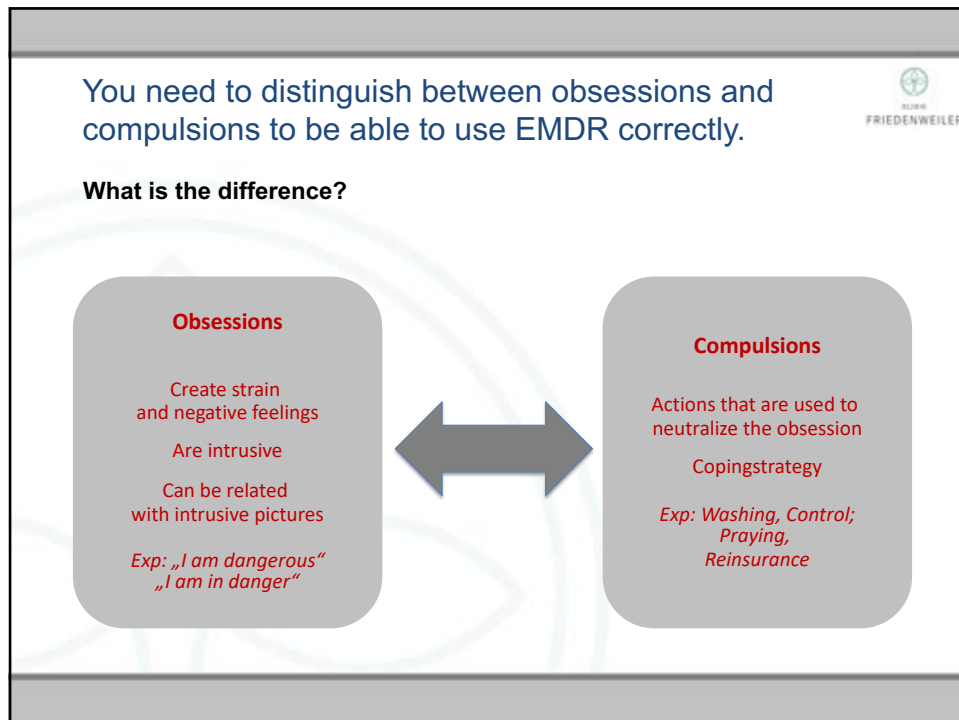 You need to distinguish between obsessions and
compulsions to be able to use EMDR correctly.
KLINIK
FRIEDENWEILER
What is the difference?
Obsessions
Create strain
and negative feelings
Are intrusive
Can be related
with intrusive pictures
Exp: „I am dangerous“
„I am in danger“
Compulsions
Actions that are used to
neutralize the obsession
Copingstrategy
Exp: Washing, Control;
Praying,
Reinsurance